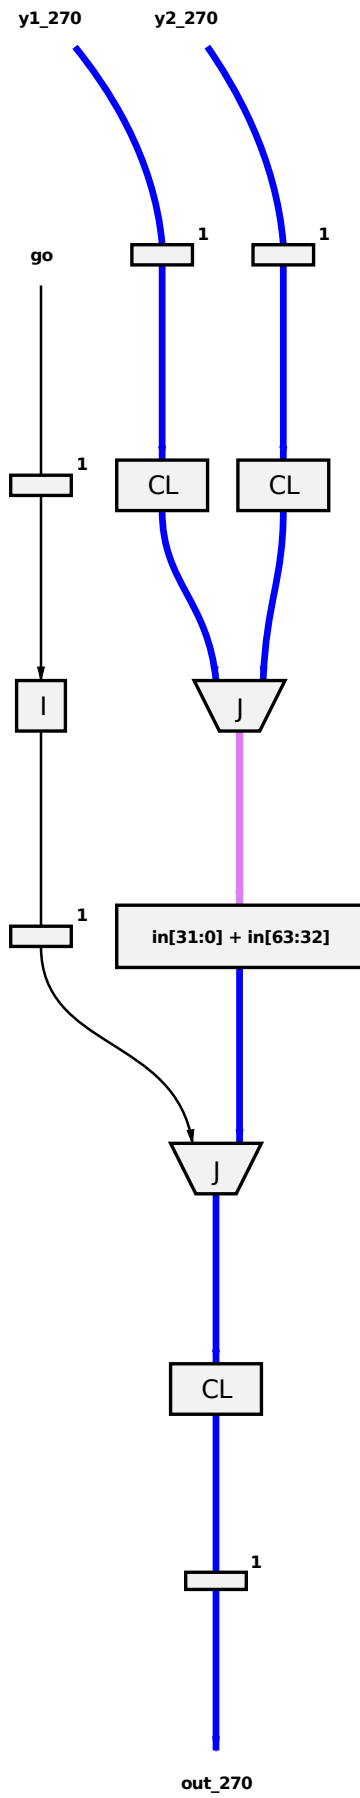 y1_270 y2_270
1 1
go
1
CL CL
I
J
1
in[31:0] + in[63:32]
J
CL
1
out_270